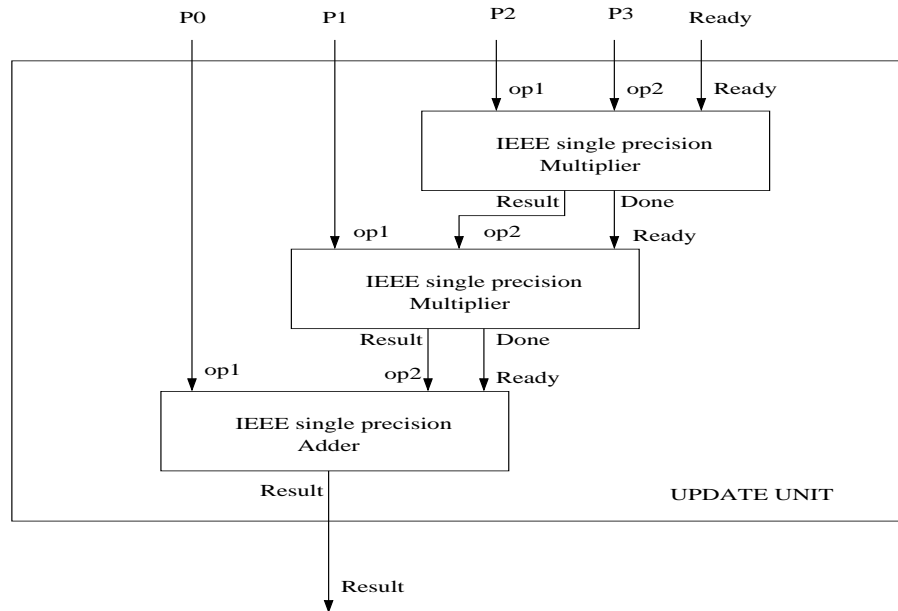 P0 P1 P2 P3 Ready
op1 op2 Ready
IEEE single precision
Multiplier
Result Done
op1 op2 Ready
IEEE single precision
Multiplier
Result Done
op1 op2 Ready
IEEE single precision
Adder
Result
UPDATE UNIT
Result